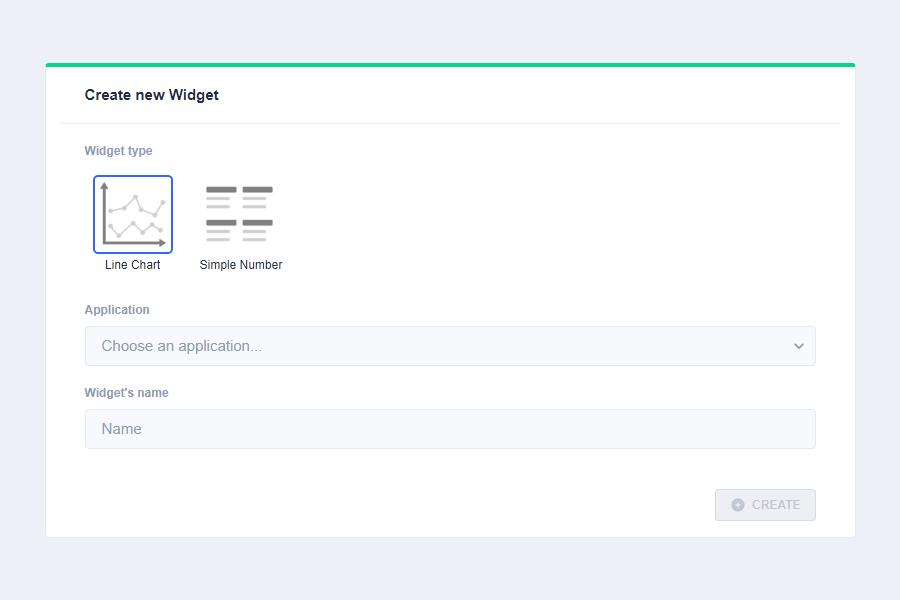 Create new Widget
Widget type
Line Chart
Simple Number
Application
Choose an application...
Widget's name
Name
CREATE